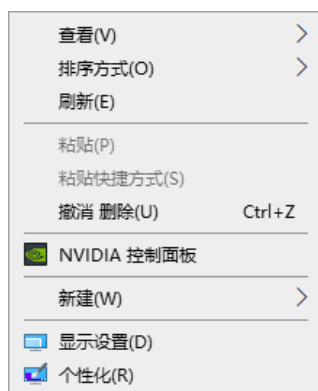 查看(V)
排序方式(O)
刷新(E)
粘贴(P)
粘贴快捷方式(S)
撤消 删除(U) Ctrl+Z
NVIDIA 控制面板
新建(W)
显示设置(D)
个性化(R)